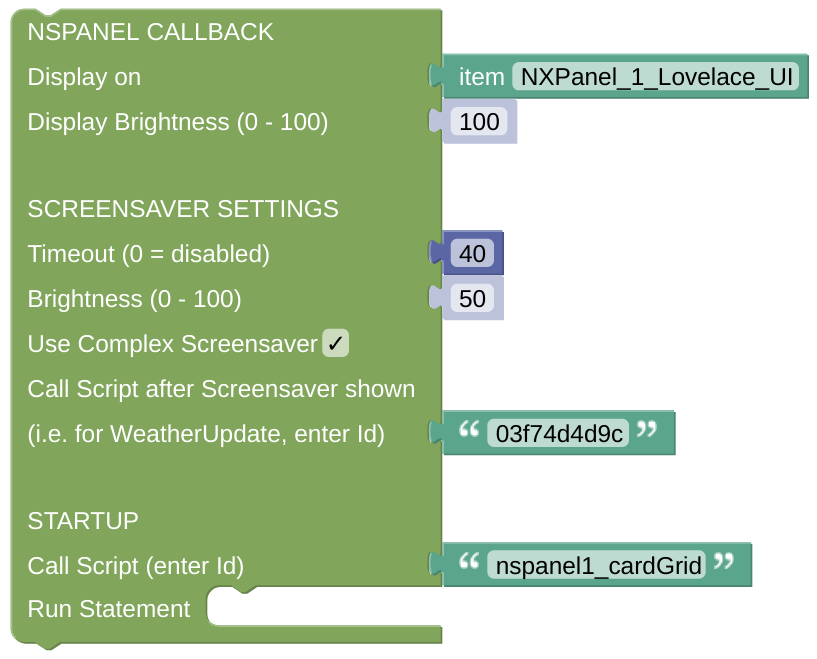 NSPANEL CALLBACK
Display on item NXPanel_1_Lovelace_UI
Display Brightness (0 - 100) 100
SCREENSAVER SETTINGS
Timeout (0 = disabled) 40
Brightness (0 - 100) 50
Use Complex Screensaver ✓
Call Script after Screensaver shown
(i.e. for WeatherUpdate, enter Id) “ 03f74d4d9c ”
STARTUP
Call Script (enter Id) “ nspanel1_cardGrid ”
Run Statement